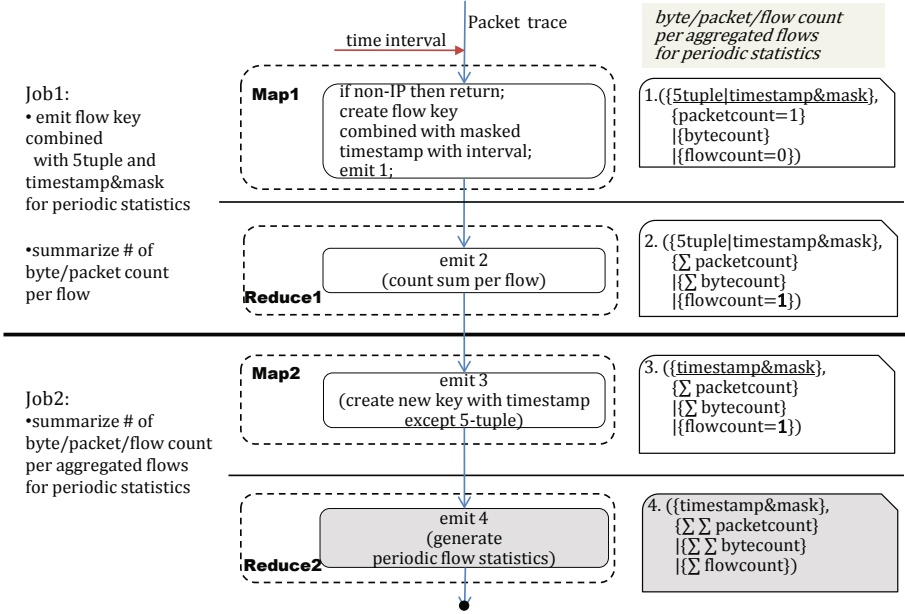 Packet trace
time interval
byte/packet/flow count
per aggregated flows
for periodic statistics
Job1:
• emit flow key
combined
with 5tuple and
timestamp&mask
for periodic statistics
•summarize # of
byte/packet count
per flow
Map1
if non-IP then return;
create flow key
combined with masked
timestamp with interval;
emit 1;
1.({5tuple|timestamp&mask},
{packetcount=1}
|{bytecount}
|{flowcount=0})
emit 2
(count sum per flow)
Reduce1
2. ({5tuple|timestamp&mask},
{∑ packetcount}
|{∑ bytecount}
|{flowcount=1})
Job2:
•summarize # of
byte/packet/flow count
per aggregated flows
for periodic statistics
Map2
emit 3
(create new key with timestamp
except 5-tuple)
3. ({timestamp&mask},
{∑ packetcount}
|{∑ bytecount}
|{flowcount=1})
emit 4
(generate
periodic flow statistics)
Reduce2
4. ({timestamp&mask},
{∑ ∑ packetcount}
|{∑ ∑ bytecount}
|{∑ flowcount})